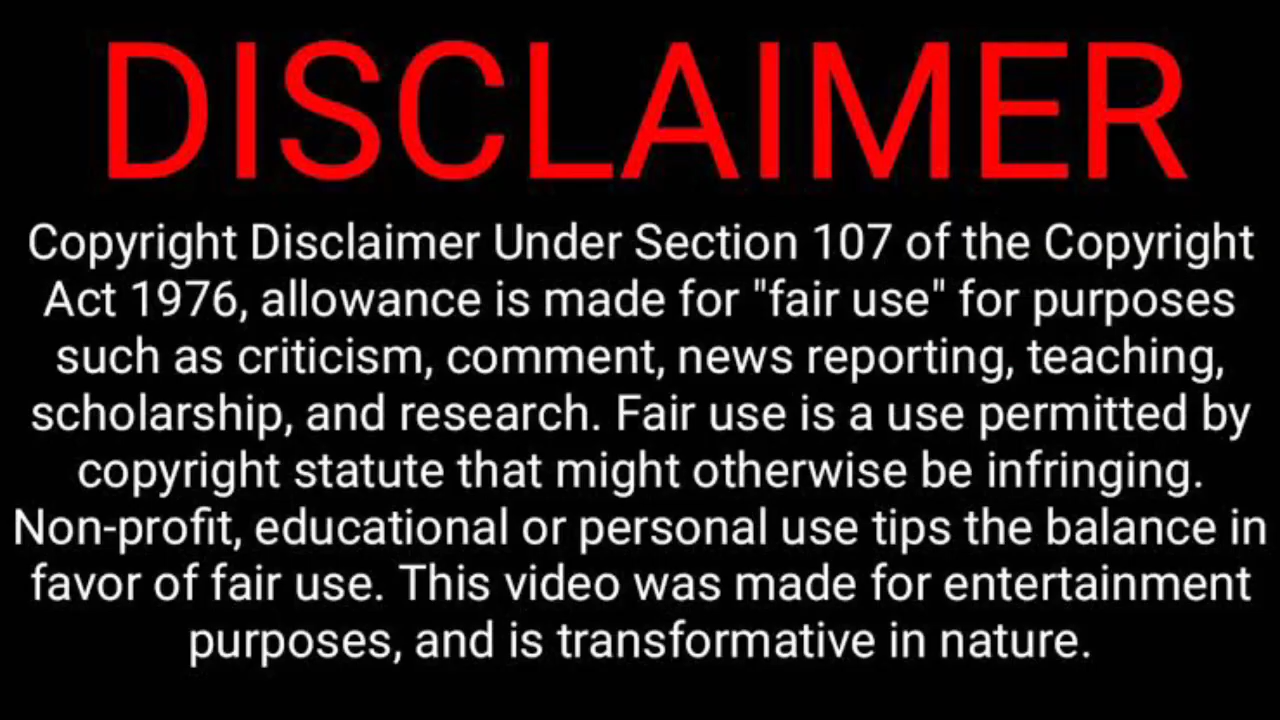 DISCLAIMER
Copyright Disclaimer Under Section 107 of the Copyright
Act 1976, allowance is made for "fair use" for purposes
such as criticism, comment, news reporting, teaching,
scholarship, and research. Fair use is a use permitted by
copyright statute that might otherwise be infringing.
Non-profit, educational or personal use tips the balance in
favor of fair use. This video was made for entertainment
purposes, and is transformative in nature.